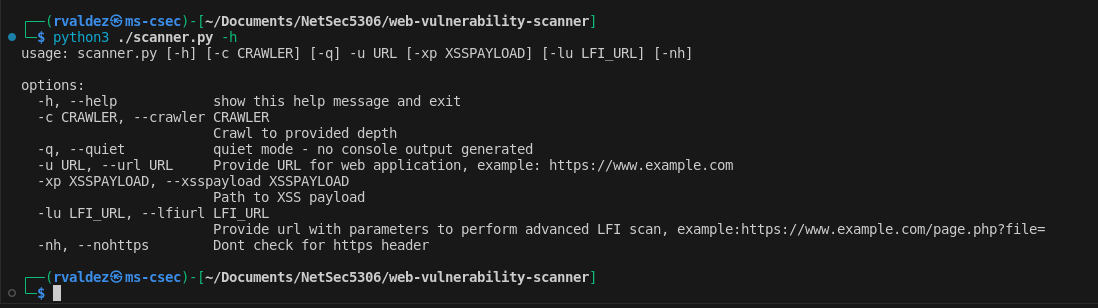 ┌──(rvaldez㉿ms-csec)-[~/Documents/NetSec5306/web-vulnerability-scanner]
└─$ python3 ./scanner.py -h
usage: scanner.py [-h] [-c CRAWLER] [-q] -u URL [-xp XSSPAYLOAD] [-lu LFI_URL] [-nh]

options:
  -h, --help            show this help message and exit
  -c CRAWLER, --crawler CRAWLER
                        Crawl to provided depth
  -q, --quiet           quiet mode - no console output generated
  -u URL, --url URL     Provide URL for web application, example: https://www.example.com
  -xp XSSPAYLOAD, --xsspayload XSSPAYLOAD
                        Path to XSS payload
  -lu LFI_URL, --lfiurl LFI_URL
                        Provide url with parameters to perform advanced LFI scan, example:https://www.example.com/page.php?file=
  -nh, --nohttps        Dont check for https header

┌──(rvaldez㉿ms-csec)-[~/Documents/NetSec5306/web-vulnerability-scanner]
└─$